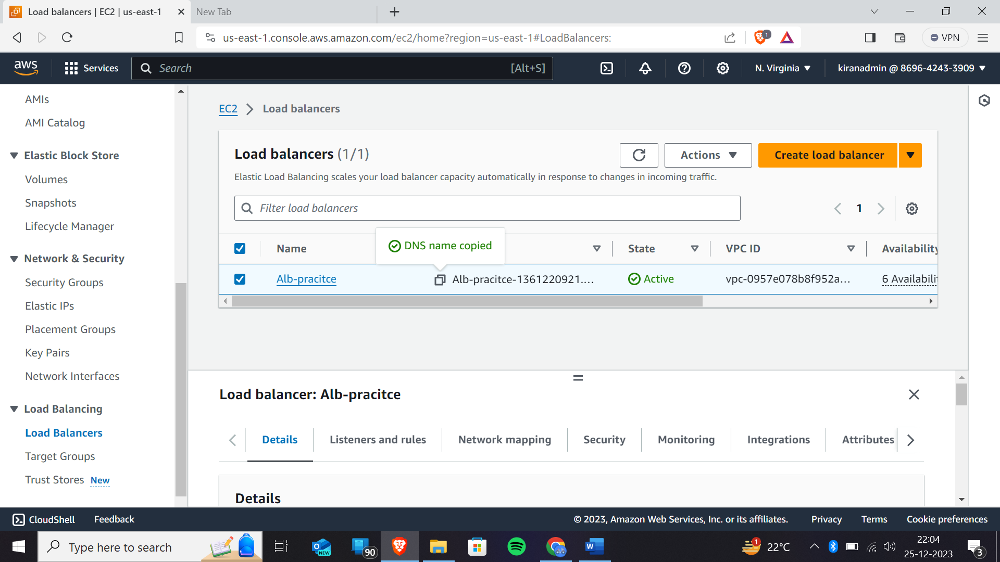 Load balancers | EC2 | us-east-1
New Tab
us-east-1.console.aws.amazon.com/ec2/home?region=us-east-1#LoadBalancers:
1
VPN
aws
Services
Search
[Alt+S]
N. Virginia
kiranadmin @ 8696-4243-3909
AMIs
AMI Catalog
Elastic Block Store
Volumes
Snapshots
Lifecycle Manager
Network & Security
Security Groups
Elastic IPs
Placement Groups
Key Pairs
Network Interfaces
Load Balancing
Load Balancers
Target Groups
Trust Stores New
EC2
Load balancers
Load balancers (1/1)
Actions
Create load balancer
Elastic Load Balancing scales your load balancer capacity automatically in response to changes in incoming traffic.
Filter load balancers
1
DNS name copied
Name
State
VPC ID
Availability
Alb-pracitce
Alb-pracitce-1361220921....
Active
vpc-0957e078b8f952a...
6 Availabili
Load balancer: Alb-pracitce
Details
Listeners and rules
Network mapping
Security
Monitoring
Integrations
Attributes
Details
CloudShell
Feedback
© 2023, Amazon Web Services, Inc. or its affiliates.
Privacy
Terms
Cookie preferences
Type here to search
O
NEW
90
W
1
22°C
22:04
25-12-2023
3